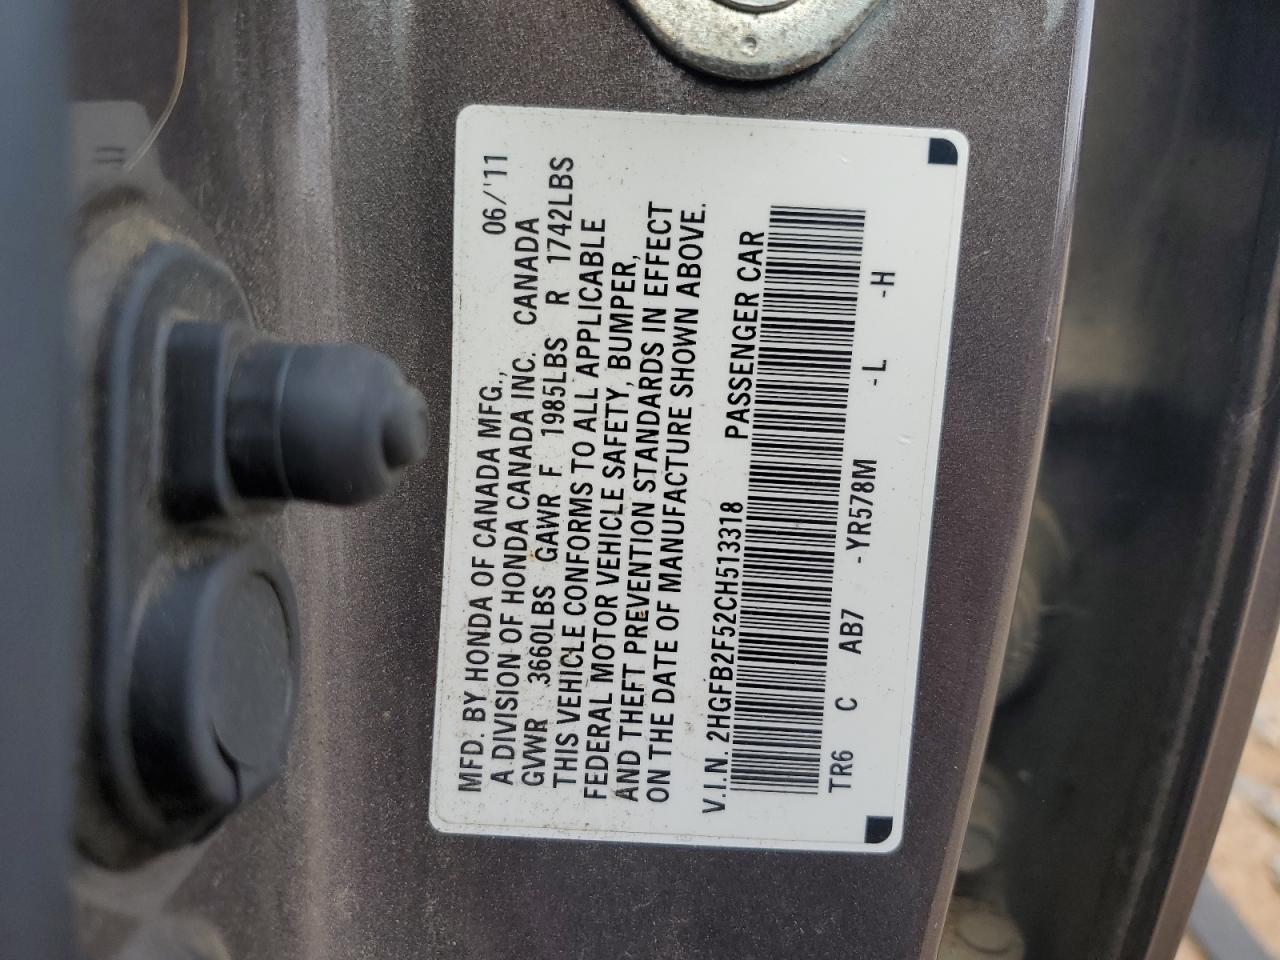 MFD. BY HONDA OF CANADA MFG., 06/'11
A DIVISION OF HONDA CANADA INC. CANADA
GVWR 3660LBS GAWR F 1985LBS R 1742LBS
THIS VEHICLE CONFORMS TO ALL APPLICABLE
FEDERAL MOTOR VEHICLE SAFETY, BUMPER,
AND THEFT PREVENTION STANDARDS IN EFFECT
ON THE DATE OF MANUFACTURE SHOWN ABOVE.
V.I.N. 2HGFB2F52CH513318 PASSENGER CAR
TR6 C AB7 -YR578M -L -H